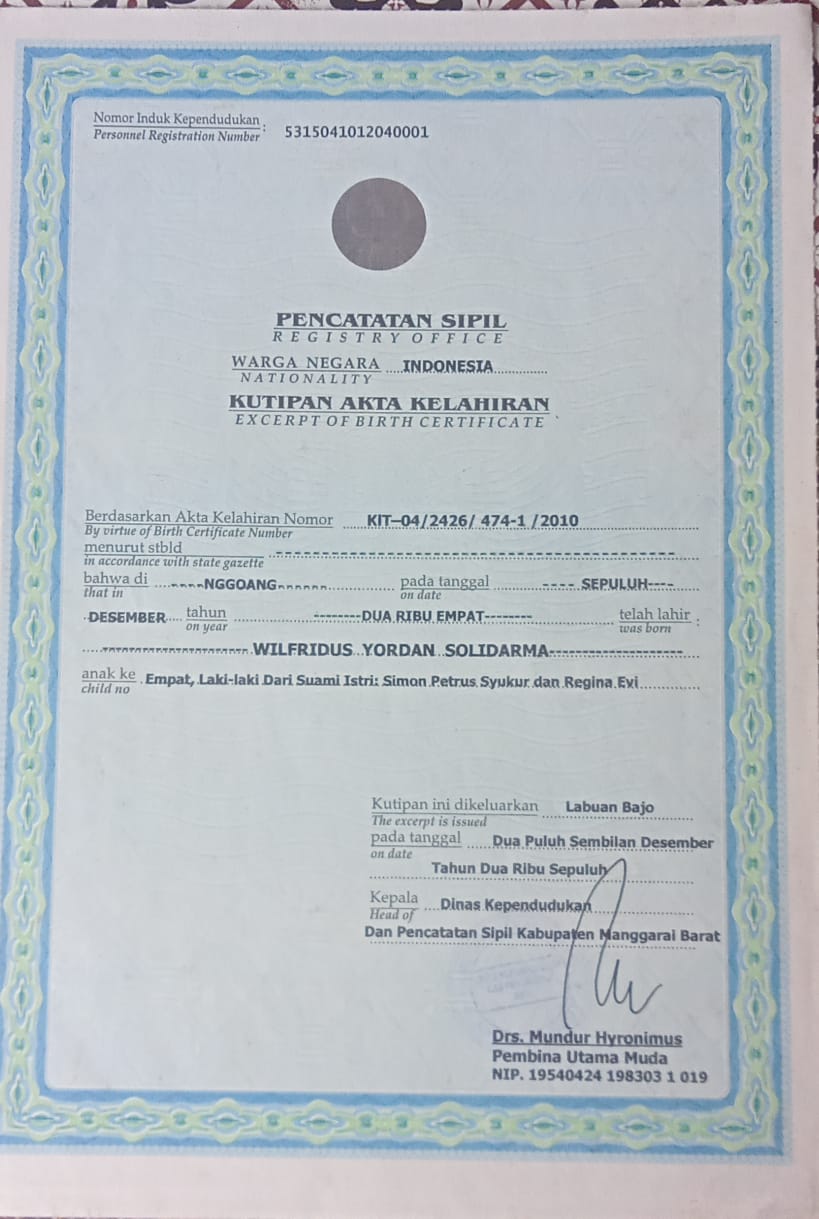 Nomor Induk Kependudukan : 5315041012040001
Personnel Registration Number
PENCATATAN SIPIL
REGISTRY OFFICE
WARGA NEGARA ....INDONESIA............
NATIONALITY
KUTIPAN AKTA KELAHIRAN
EXCERPT OF BIRTH CERTIFICATE
Berdasarkan Akta Kelahiran Nomor KIT-04/2426/ 474-1 /2010
By virtue of Birth Certificate Number
menurut stbld
in accordance with state gazette
bahwa di NGGOANG pada tanggal SEPULUH
that in on date
DESEMBER tahun DUA RIBU EMPAT telah lahir :
on year was born
WILFRIDUS YORDAN SOLIDARMA
anak ke Empat, Laki-laki Dari Suami Istri: Simon Petrus Syukur dan Regina Evi
child no
Kutipan ini dikeluarkan Labuan Bajo
The excerpt is issued
pada tanggal Dua Puluh Sembilan Desember
on date
Tahun Dua Ribu Sepuluh
Kepala Dinas Kependudukan
Head of
Dan Pencatatan Sipil Kabupaten Manggarai Barat
Drs. Mundur Hyronimus
Pembina Utama Muda
NIP. 19540424 198303 1 019